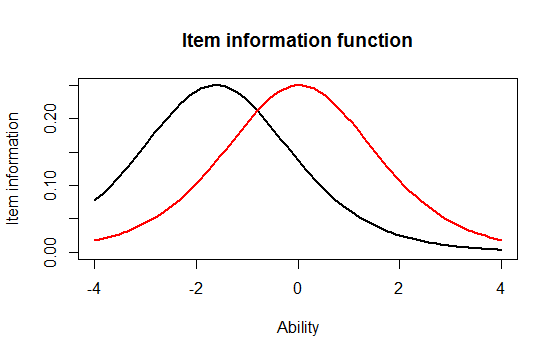 Item information function
Item information
0.20
0.10
0.00
-4 -2 0 2 4
Ability